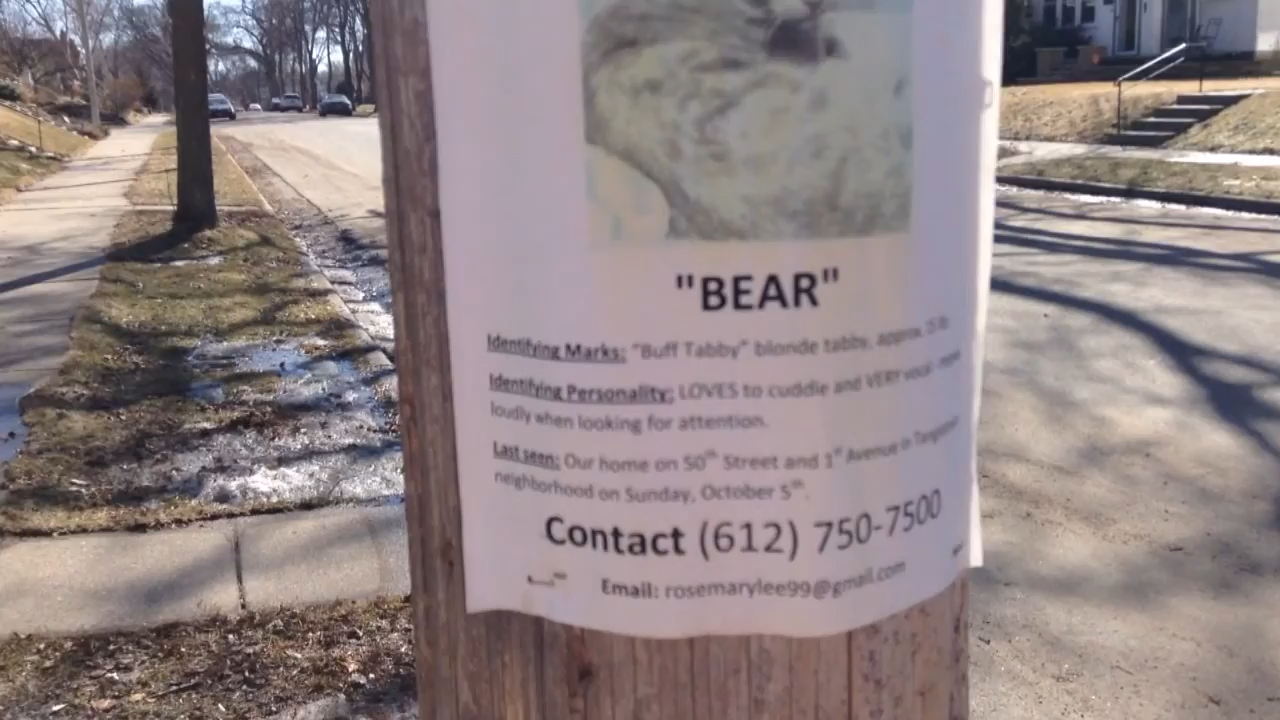 "BEAR"
Identifying Marks: "Buff Tabby" blonde tabby, approx. 15 lb
Identifying Personality: LOVES to cuddle and VERY
loudly when looking for attention.
Last seen: Our home on 50th Street and 1st Avenue in
neighborhood on Sunday, October 5th.
Contact (612) 750-7500
Email: rosemarylee99@gmail.com